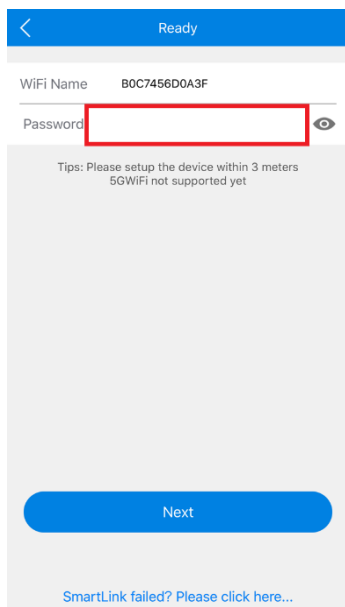 Ready
WiFi Name B0C7456D0A3F
Password
Tips: Please setup the device within 3 meters
5GWiFi not supported yet
Next
SmartLink failed? Please click here...